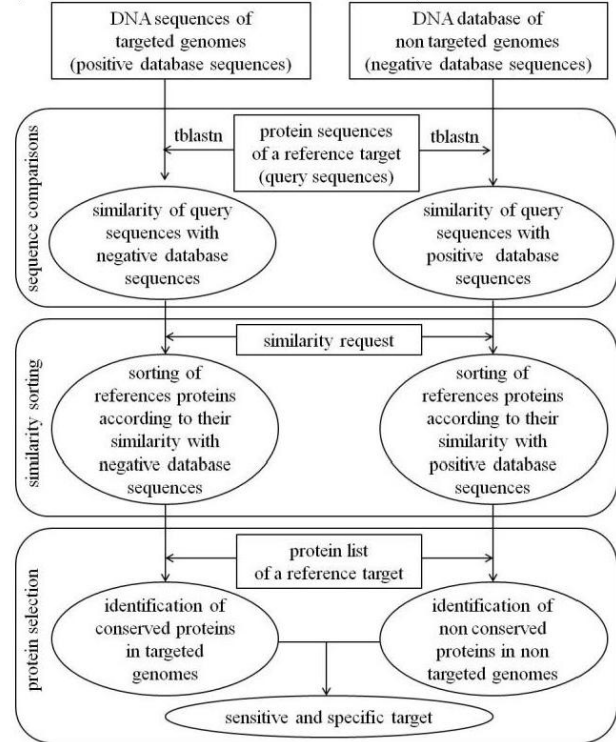 DNA sequences of
targeted genomes
(positive database sequences)
DNA database of
non targeted genomes
(negative database sequences)
sequence comparisons
tblastn
protein sequences
of a reference target
(query sequences)
tblastn
similarity of query
sequences with
negative database
sequences
similarity of query
sequences with
positive database
sequences
similarity sorting
similarity request
sorting of
references proteins
according to their
similarity with
negative database
sequences
sorting of
references proteins
according to their
similarity with
positive database
sequences
protein selection
protein list
of a reference target
identification of
conserved proteins
in targeted
genomes
identification of
non conserved
proteins in non
targeted genomes
sensitive and specific target